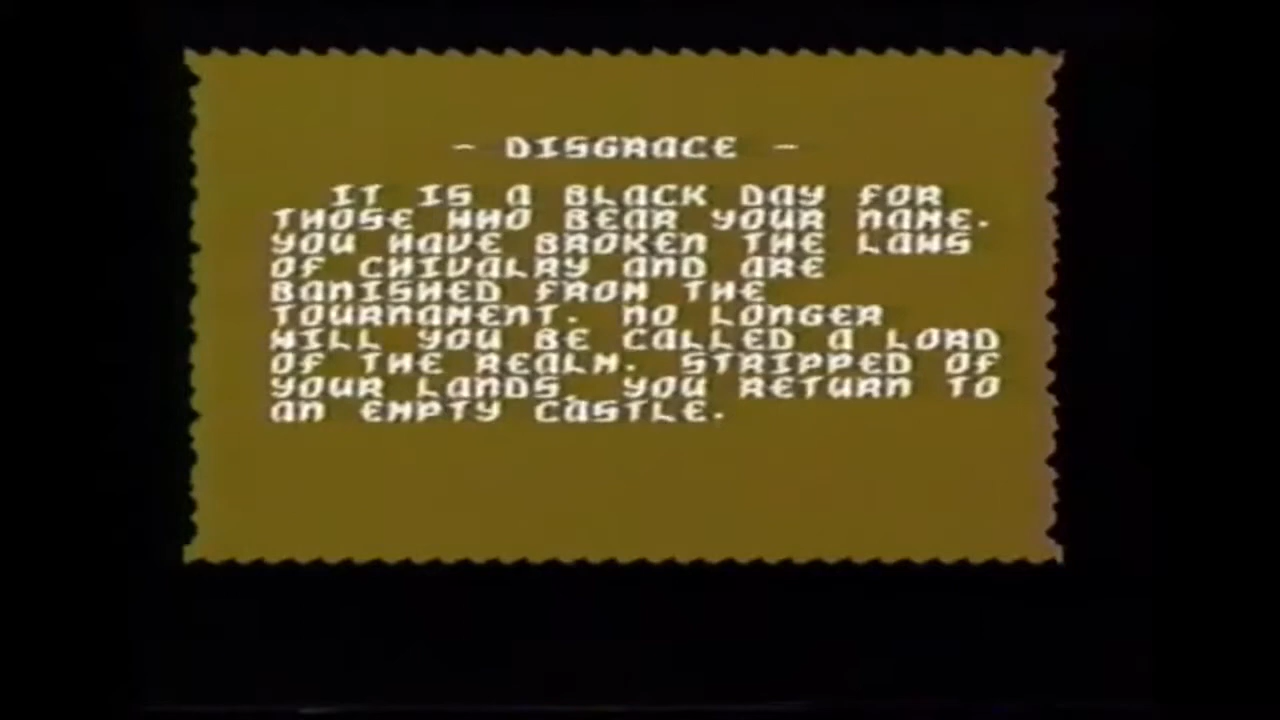 - DISGRACE -
IT IS A BLACK DAY FOR
THOSE WHO BEAR YOUR NAME.
YOU HAVE BROKEN THE LAWS
OF CHIVALRY AND ARE
BANISHED FROM THE
TOURNAMENT. NO LONGER
WILL YOU BE CALLED A LORD
OF THE REALM. STRIPPED OF
YOUR LANDS, YOU RETURN TO
AN EMPTY CASTLE.